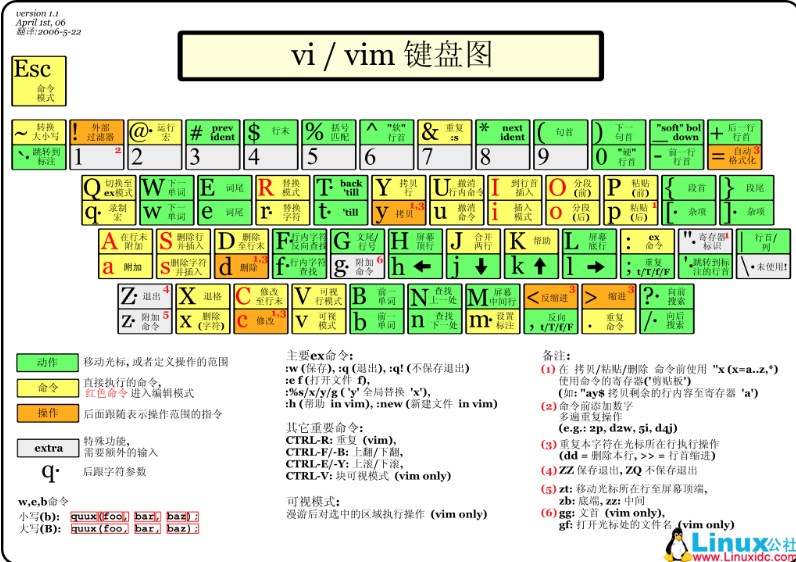 version 1.1
April 1st, 06
翻译:2006-5-22
vi / vim 键盘图
Esc 命令模式
~ 转换大小写
! 外部过滤器
@· 运行宏
# prev ident
$ 行末
% 括号匹配
^ "软"行首
& 重复 :s
* next ident
( 句首
) 下一句首
_ "soft" bol down
+ 后一行行首
`· 跳转到标注
1 2
2
3
4
5
6
7
8
9
0 "硬"行首
- 前一行行首
= 自动格式化 3
Q 切换至ex模式
W 下一单词
E 词尾
R 替换模式
T· back 'till
Y 拷贝行
U 撤消行内命令
I 到行首插入
O 分段(前)
P 粘贴(前)
{ 段首
} 段尾
q· 录制宏
w 下一单词
e 词尾
r· 替换字符
t· 'till
y 拷贝 1,3
u 撤消命令
i 插入模式
o 分段(后)
p 粘贴(后) 1
[· 杂项
]· 杂项
A 在行末附加
S 删除行并插入
D 删除至行末
F· 行内字符反向查找
G 文尾/行号
H 屏幕顶行
J 合并两行
K 帮助
L 屏幕底行
: ex命令
"· 寄存器标识 1
| 行首/列
a 附加
s 删除字符并插入
d 删除 1,3
f· 行内字符查找
g· 附加命令 6
h ←
j ↓
k ↑
l →
; 重复 t/T/f/F
'· 跳转到标注的行首
\· 未使用!
Z· 退出 4
X 退格
C 修改至行末
V 可视行模式
B 前一单词
N 查找上一处
M 屏幕中间行
< 反缩进 3
> 缩进 3
?· 向前搜索
z· 附加命令 5
x 删除(字符)
c 修改 1,3
v 可视模式
b 前一单词
n 查找下一处
m· 设置标注
, 反向 t/T/f/F
. 重复命令
/· 向后搜索
动作 移动光标, 或者定义操作的范围
命令 直接执行的命令,
红色命令 进入编辑模式
操作 后面跟随表示操作范围的指令
extra 特殊功能,
需要额外的输入
q· 后跟字符参数
w,e,b命令
小写(b): quux(foo, bar, baz);
大写(B): quux(foo, bar, baz);
主要ex命令:
:w (保存), :q (退出), :q! (不保存退出)
:e f (打开文件 f),
:%s/x/y/g ( 'y' 全局替换 'x'),
:h (帮助 in vim), :new (新建文件 in vim)
其它重要命令:
CTRL-R: 重复 (vim),
CTRL-F/-B: 上翻/下翻,
CTRL-E/-Y: 上滚/下滚,
CTRL-V: 块可视模式 (vim only)
可视模式:
漫游后对选中的区域执行操作 (vim only)
备注:
(1) 在 拷贝/粘贴/删除 命令前使用 "x (x=a..z,*)
使用命令的寄存器('剪贴板')
(如: "ay$ 拷贝剩余的行内容至寄存器 'a')
(2) 命令前添加数字
多遍重复操作
(e.g.: 2p, d2w, 5i, d4j)
(3) 重复本字符在光标所在行执行操作
(dd = 删除本行, >> = 行首缩进)
(4) ZZ 保存退出, ZQ 不保存退出
(5) zt: 移动光标所在行至屏幕顶端,
zb: 底端, zz: 中间
(6) gg: 文首 (vim only),
gf: 打开光标处的文件名 (vim only)
Linux公社
www.Linuxidc.com